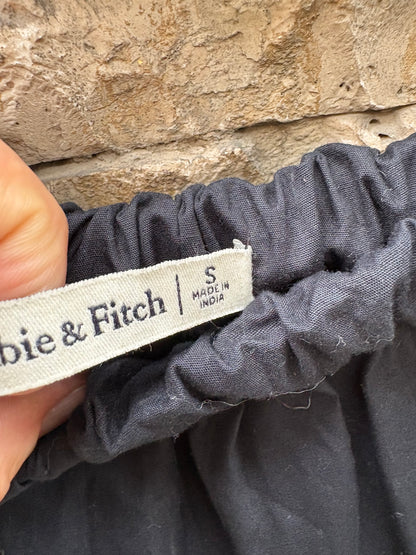 bie & Fitch
S
MADE IN
INDIA